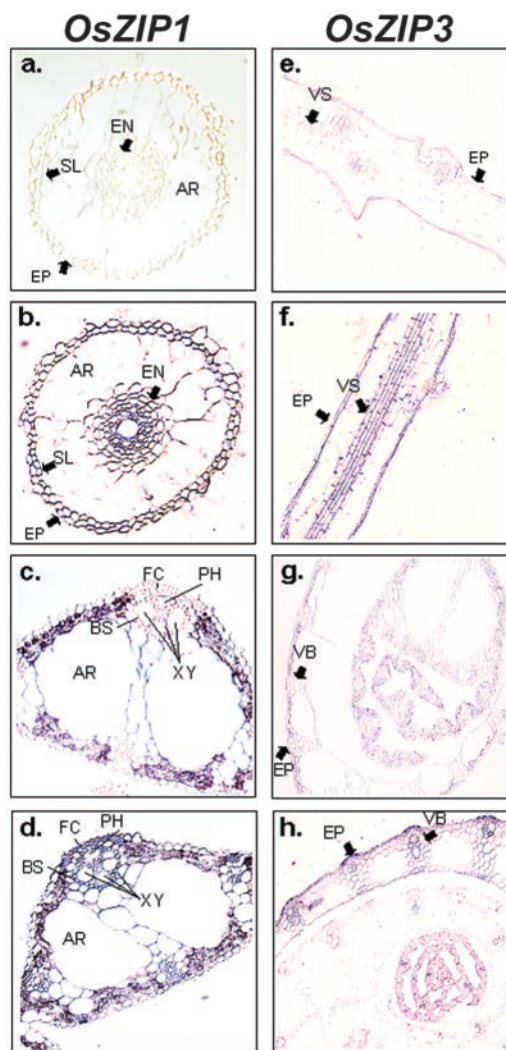 OsZIP1 OsZIP3
a.
EN
SL
AR
EP
e.
VS
EP
b.
AR
EN
SL
EP
f.
EP
VS
c.
FC
PH
BS
AR
XY
g.
VB
EP
d.
PH
FC
BS
XY
AR
h.
EP
VB